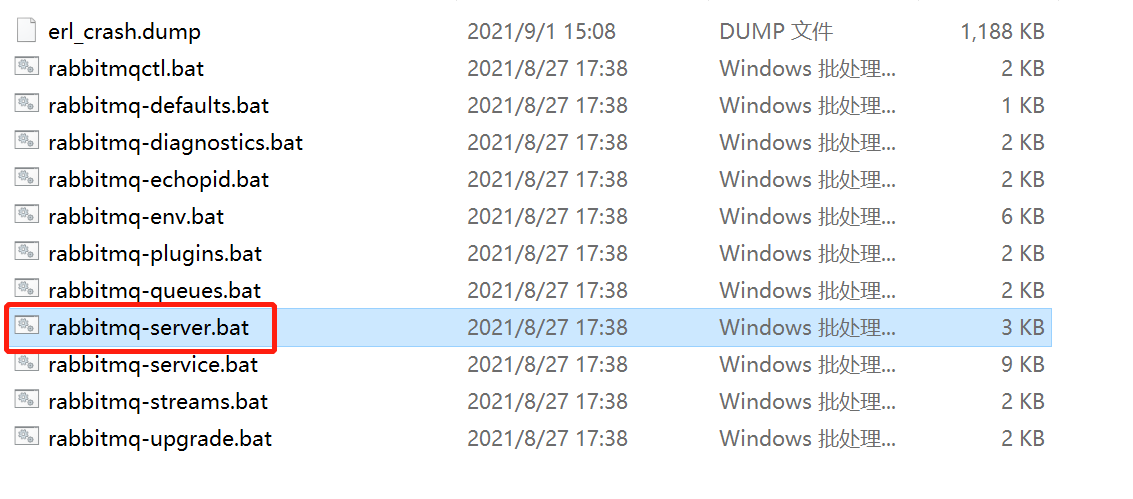 erl_crash.dump 2021/9/1 15:08 DUMP 文件 1,188 KB
rabbitmqctl.bat 2021/8/27 17:38 Windows 批处理... 2 KB
rabbitmq-defaults.bat 2021/8/27 17:38 Windows 批处理... 1 KB
rabbitmq-diagnostics.bat 2021/8/27 17:38 Windows 批处理... 2 KB
rabbitmq-echopid.bat 2021/8/27 17:38 Windows 批处理... 2 KB
rabbitmq-env.bat 2021/8/27 17:38 Windows 批处理... 6 KB
rabbitmq-plugins.bat 2021/8/27 17:38 Windows 批处理... 2 KB
rabbitmq-queues.bat 2021/8/27 17:38 Windows 批处理... 2 KB
rabbitmq-server.bat 2021/8/27 17:38 Windows 批处理... 3 KB
rabbitmq-service.bat 2021/8/27 17:38 Windows 批处理... 9 KB
rabbitmq-streams.bat 2021/8/27 17:38 Windows 批处理... 2 KB
rabbitmq-upgrade.bat 2021/8/27 17:38 Windows 批处理... 2 KB